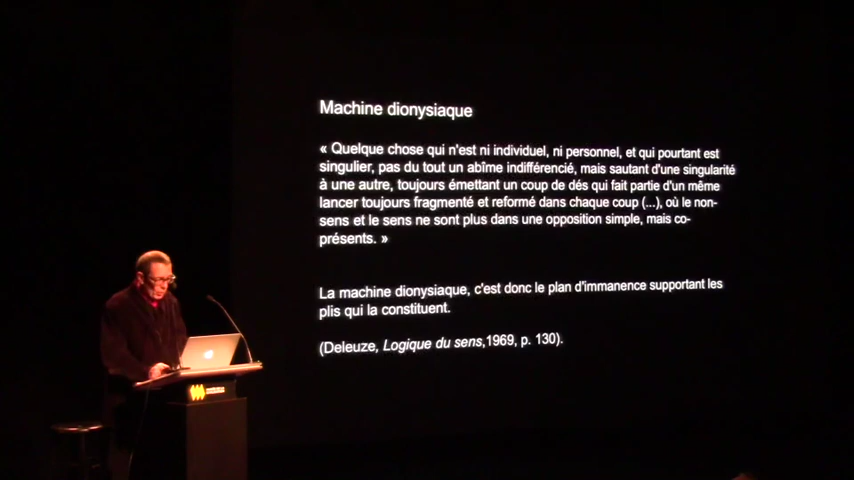 Machine dionysiaque
« Quelque chose qui n'est ni individuel, ni personnel, et qui pourtant est
singulier, pas du tout un abîme indifférencié, mais sautant d'une singularité
à une autre, toujours émettant un coup de dés qui fait partie d'un même
lancer toujours fragmenté et reformé dans chaque coup (...), où le non-
sens et le sens ne sont plus dans une opposition simple, mais co-
présents. »
La machine dionysiaque, c'est donc le plan d'immanence supportant les
plis qui la constituent.
(Deleuze, Logique du sens,1969, p. 130).